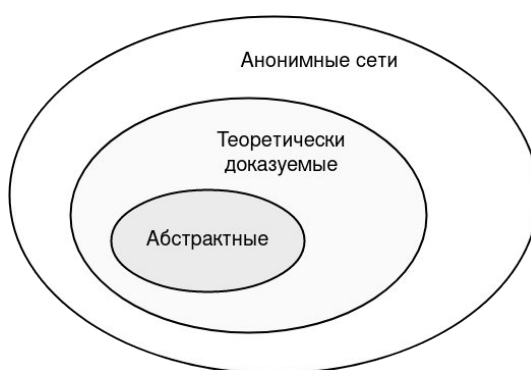 Анонимные сети
Теоретически
доказуемые
Абстрактные